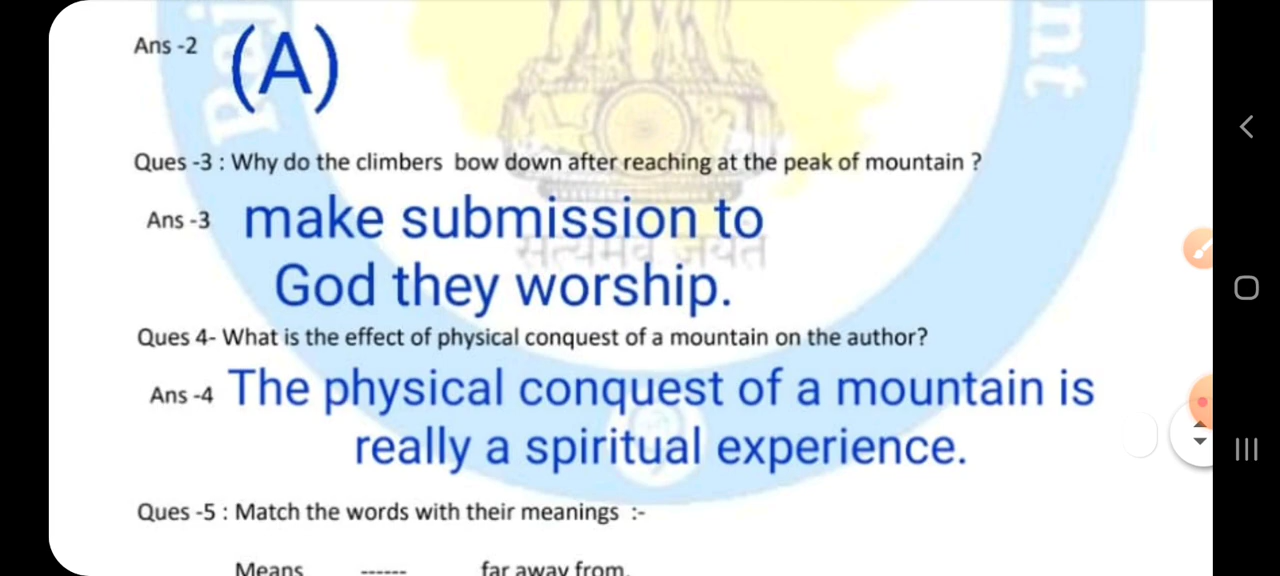 Ans -2 (A)
Ques -3 : Why do the climbers bow down after reaching at the peak of mountain ?
Ans -3 make submission to
God they worship.
Ques 4- What is the effect of physical conquest of a mountain on the author?
Ans -4 The physical conquest of a mountain is
really a spiritual experience.
Ques -5 : Match the words with their meanings :-
Means ------ far away from.
सत्यमेव जयते